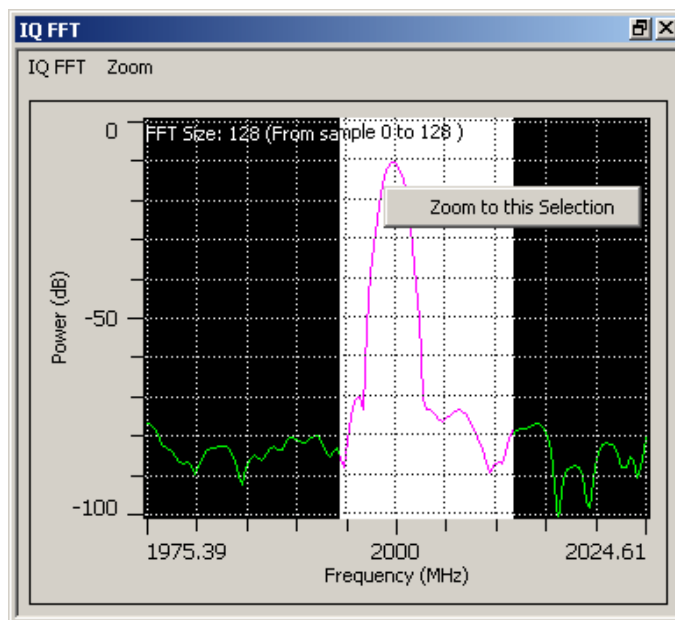 IQ FFT
IQ FFT Zoom
0
FFT Size: 128 (From sample 0 to 128 )
Zoom to this Selection
Power (dB)
-50
-100
1975.39 2000 2024.61
Frequency (MHz)